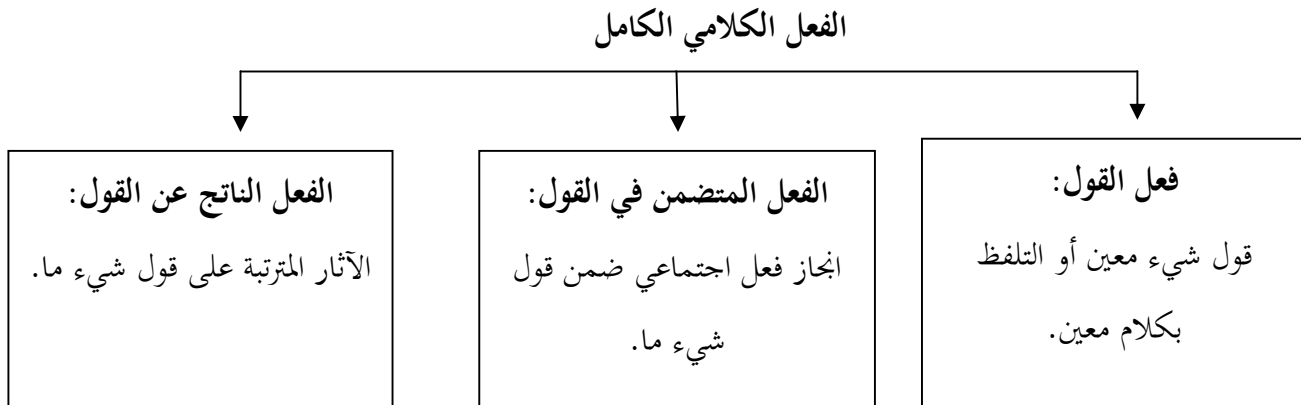 الفعل الكلامي الكامل
فعل القول:
قول شيء معين أو التلفظ
بكلام معين.
الفعل المتضمن في القول:
انجاز فعل اجتماعي ضمن قول
شيء ما.
الفعل الناتج عن القول:
الآثار المترتبة على قول شيء ما.